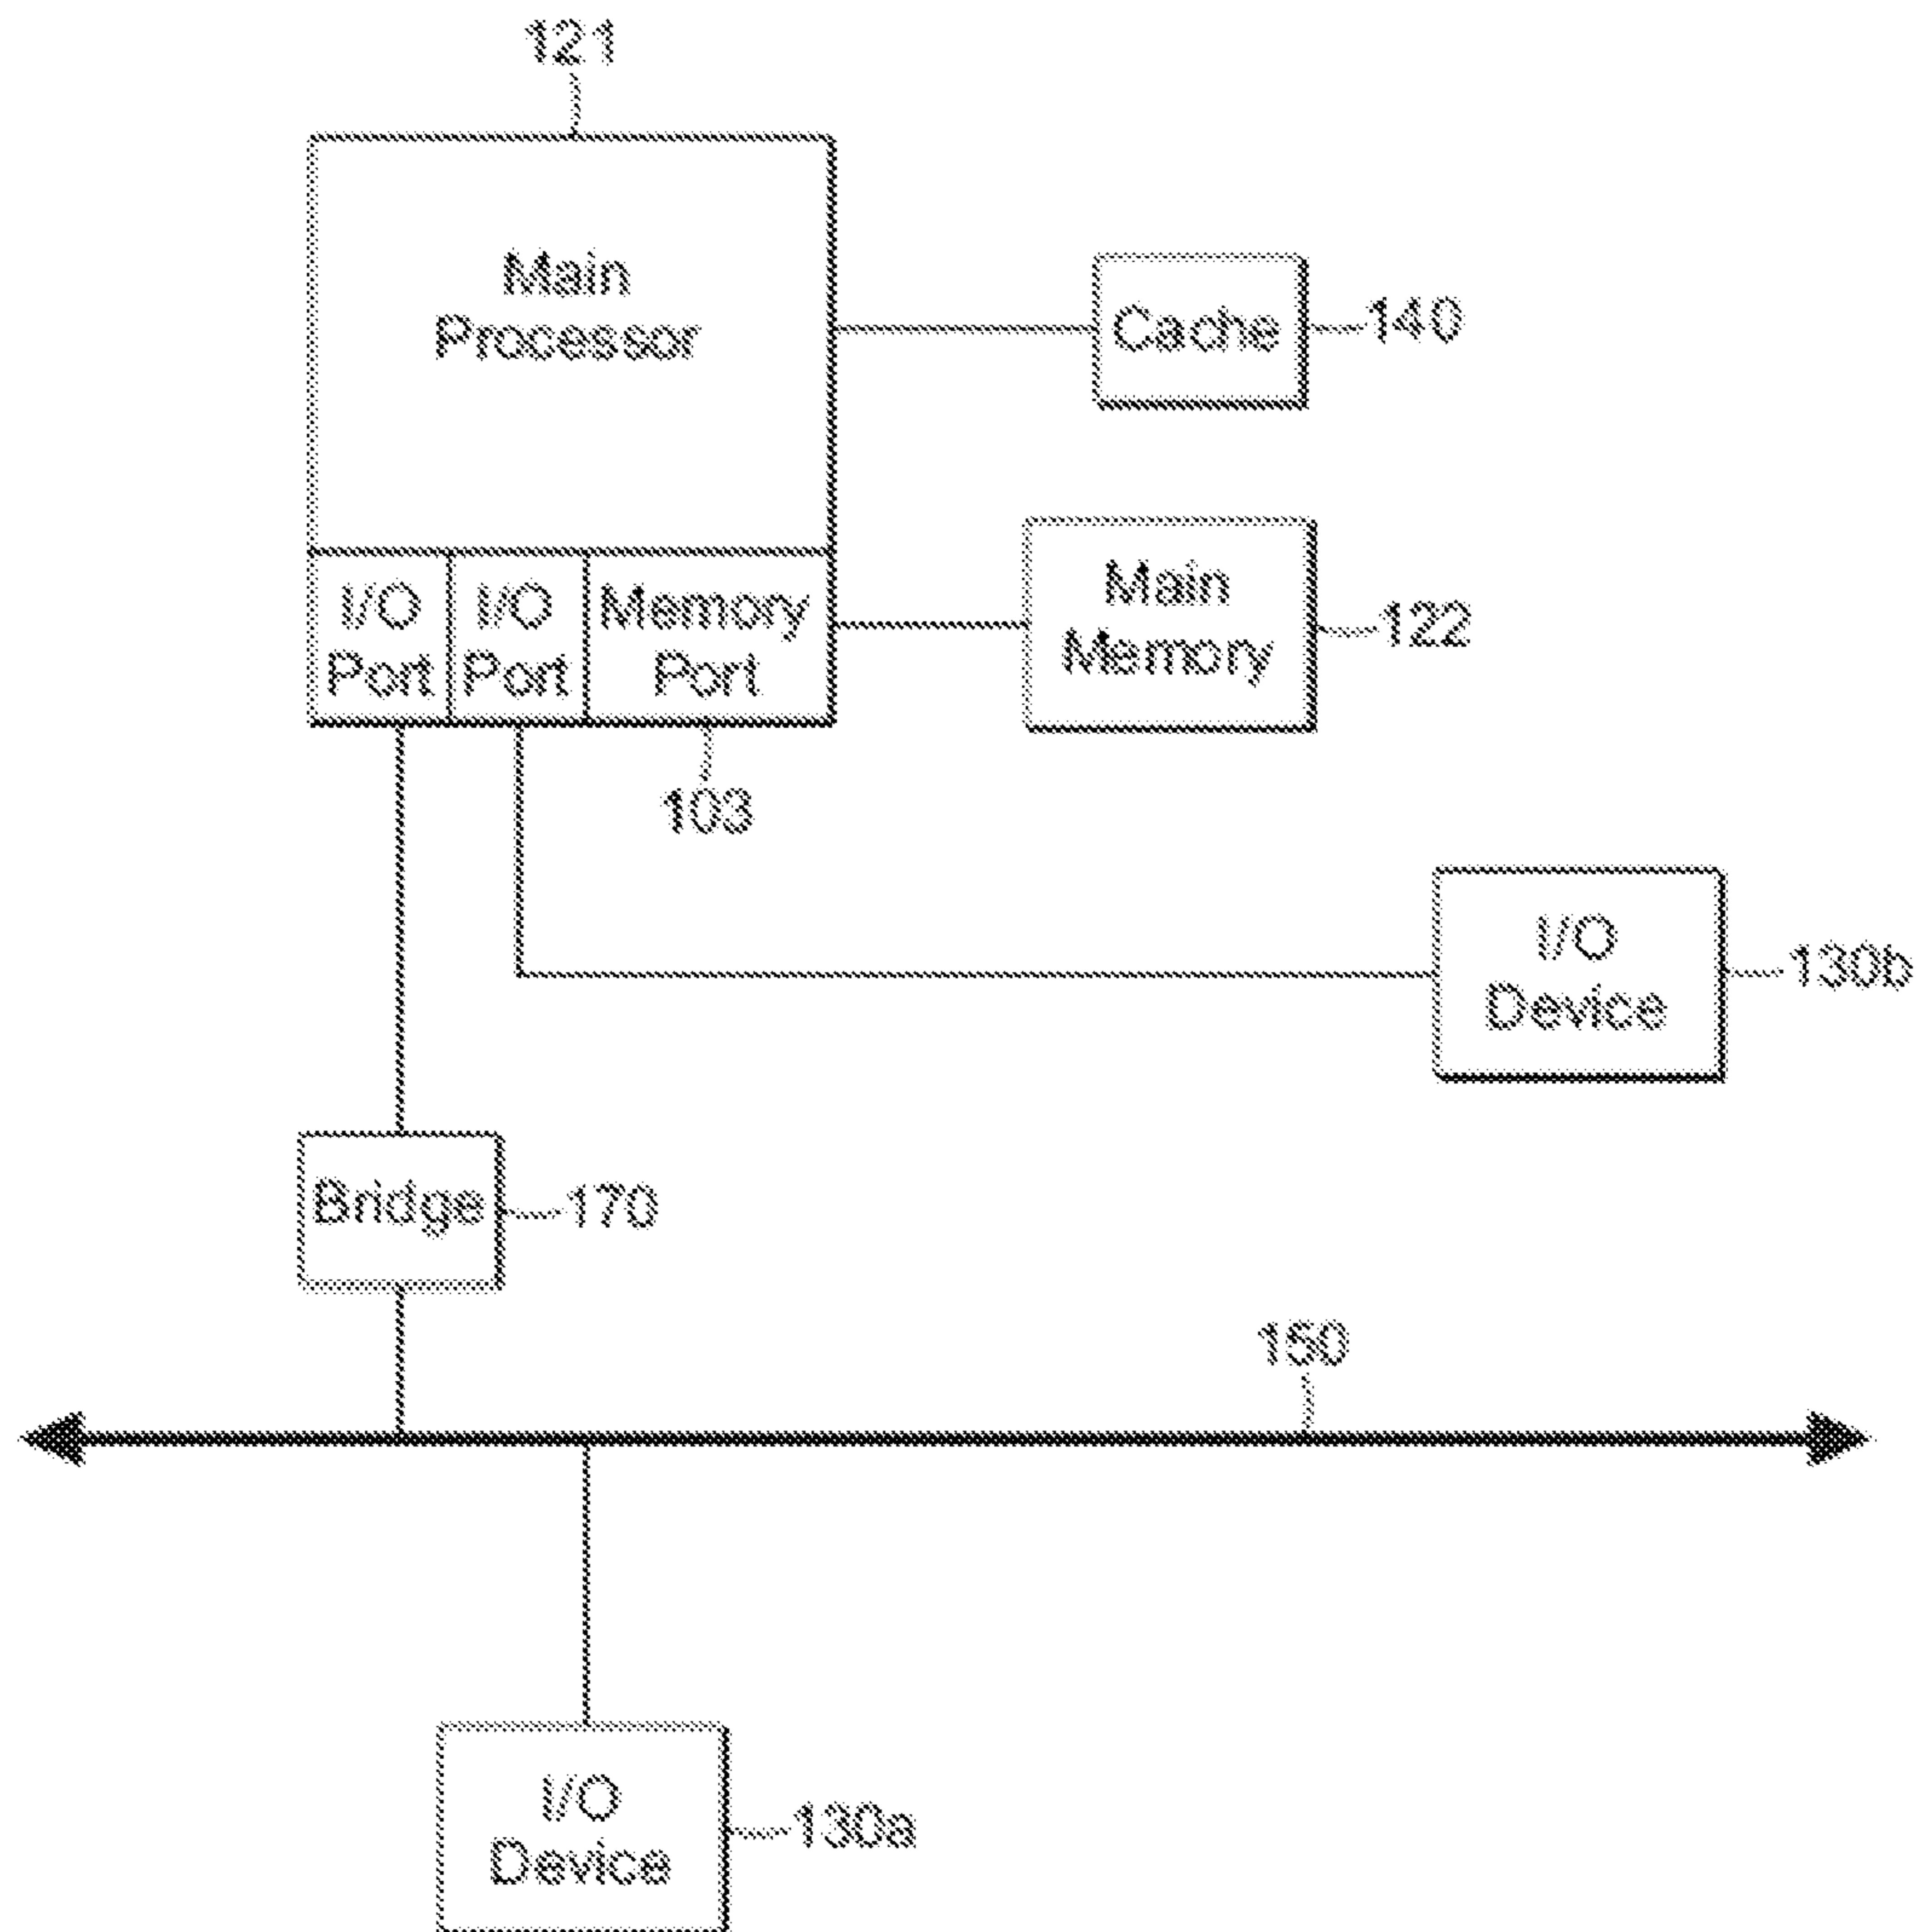 121
Main
Processor
Cache
140
I/O
Port
I/O
Port
Memory
Port
Main
Memory
122
103
I/O
Device
130b
Bridge
170
150
I/O
Device
130a